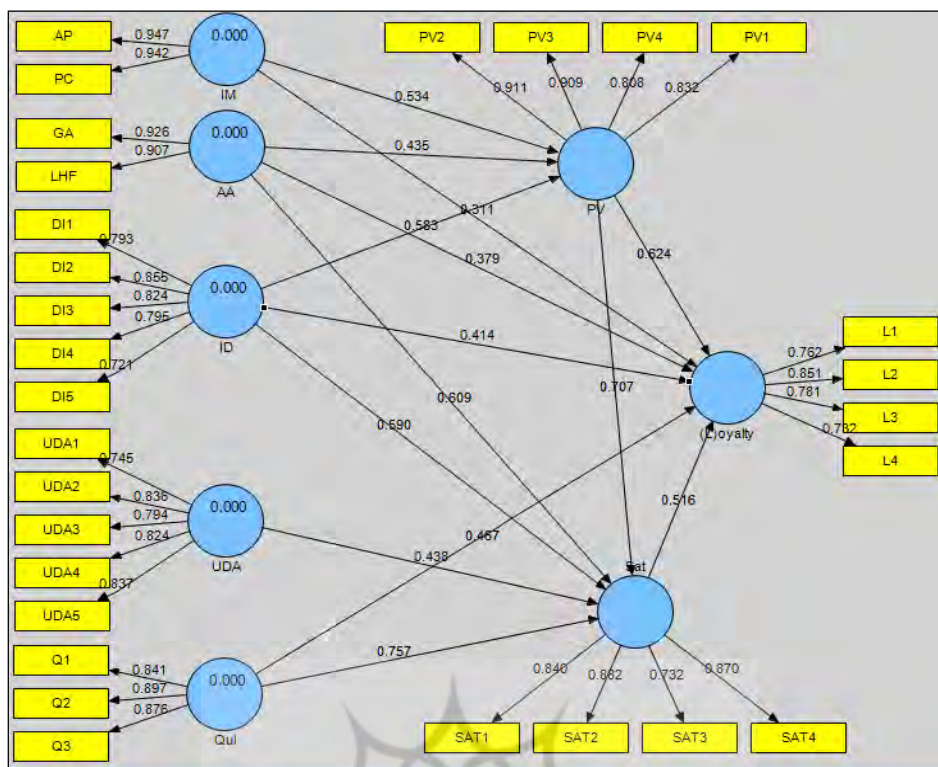 AP
0.947
0.000
PV2
PV3
PV4
PV1
PC
0.942
IM
0.911
0.909
0.808
0.832
0.534
GA
0.926
0.000
0.435
LHF
0.907
AA
PV
DI1
0.793
0.311
0.583
0.624
DI2
0.855
0.000
0.379
DI3
0.824
DI4
0.795
ID
0.414
L1
0.762
DI5
0.721
0.707
0.851
L2
0.609
0.781
L3
0.590
(L)oyalty
0.732
L4
UDA1
0.745
UDA2
0.836
0.000
0.516
UDA3
0.794
0.467
UDA4
0.824
0.438
UDA
Sat
UDA5
0.837
Q1
0.841
0.757
Q2
0.897
0.000
0.840
0.882
0.732
0.870
Q3
0.876
Qul
SAT1
SAT2
SAT3
SAT4